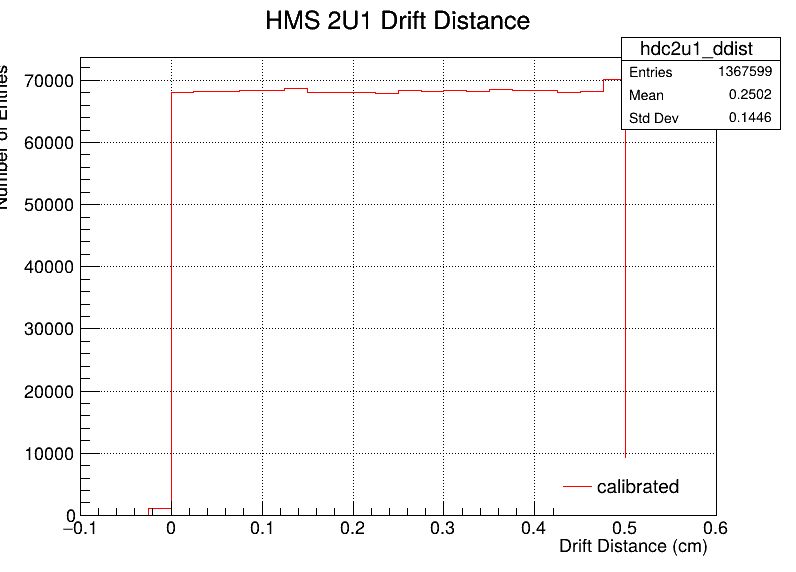 HMS 2U1 Drift Distance
hdc2u1_ddist
Entries 1367599
Mean 0.2502
Std Dev 0.1446
Number of Entries
70000
60000
50000
40000
30000
20000
10000
0
−0.1 0 0.1 0.2 0.3 0.4 0.5 0.6
calibrated
Drift Distance (cm)